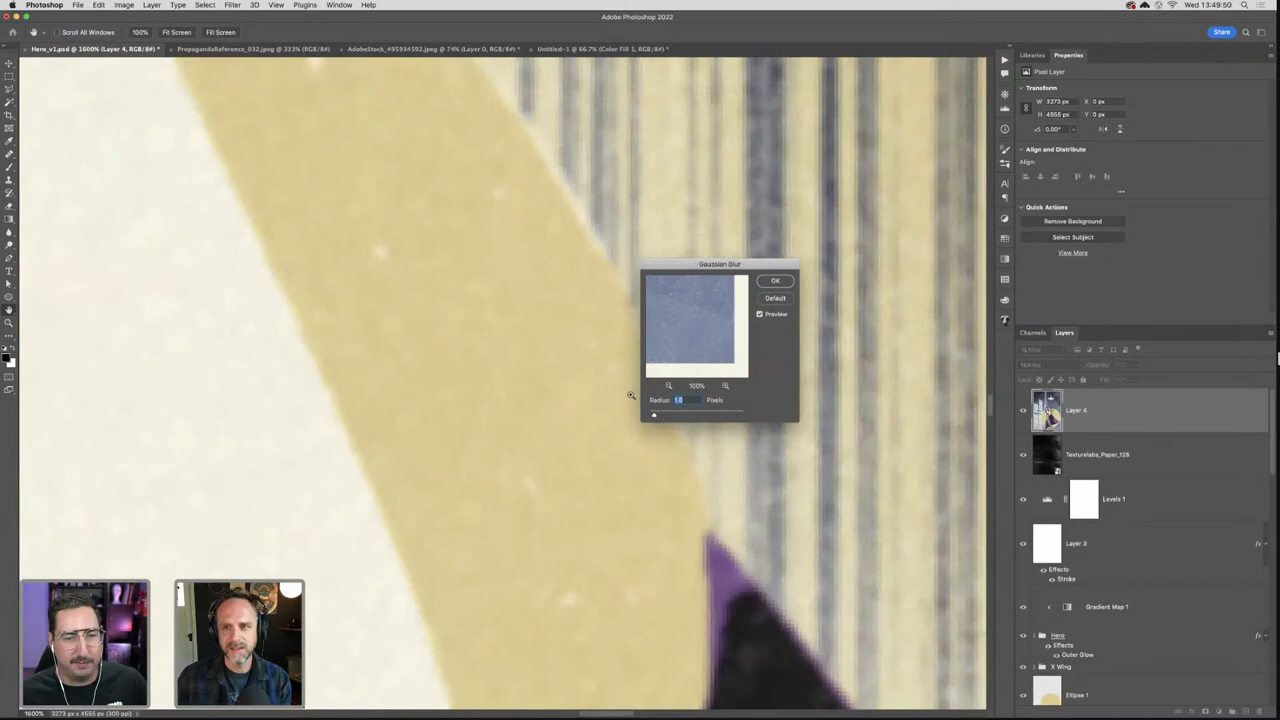 Photoshop File Edit Image Layer Type Select Filter 3D View Plugins Window Help Wed 13:49:50
Adobe Photoshop 2022
Scroll All Windows 100% Fit Screen Fill Screen Share
Hero_v1.psd @ 1600% (Layer 4, RGB/8#) * PropagandaReference_032.jpeg @ 333% (RGB/8#) AdobeStock_495934592.jpeg @ 74% (Layer 0, RGB/8#) * Untitled-1 @ 66.7% (Color Fill 1, RGB/8#) *
Libraries Properties
Pixel Layer
Transform
W 3273 px X 0 px
H 4555 px Y 0 px
0.00°
Align and Distribute
Align:
Quick Actions
Remove Background
Select Subject
View More
Gaussian Blur
OK
Default
Preview
100%
Radius: 1.0 Pixels
Channels Layers
Kind
Normal Opacity:
Lock: Fill:
Layer 4
Texturelabs_Paper_128
Levels 1
Layer 3 fx
Effects
Stroke
Gradient Map 1
Hero fx
Effects
Outer Glow
X Wing
Ellipse 1
1600% 3273 px x 4555 px (300 ppi)